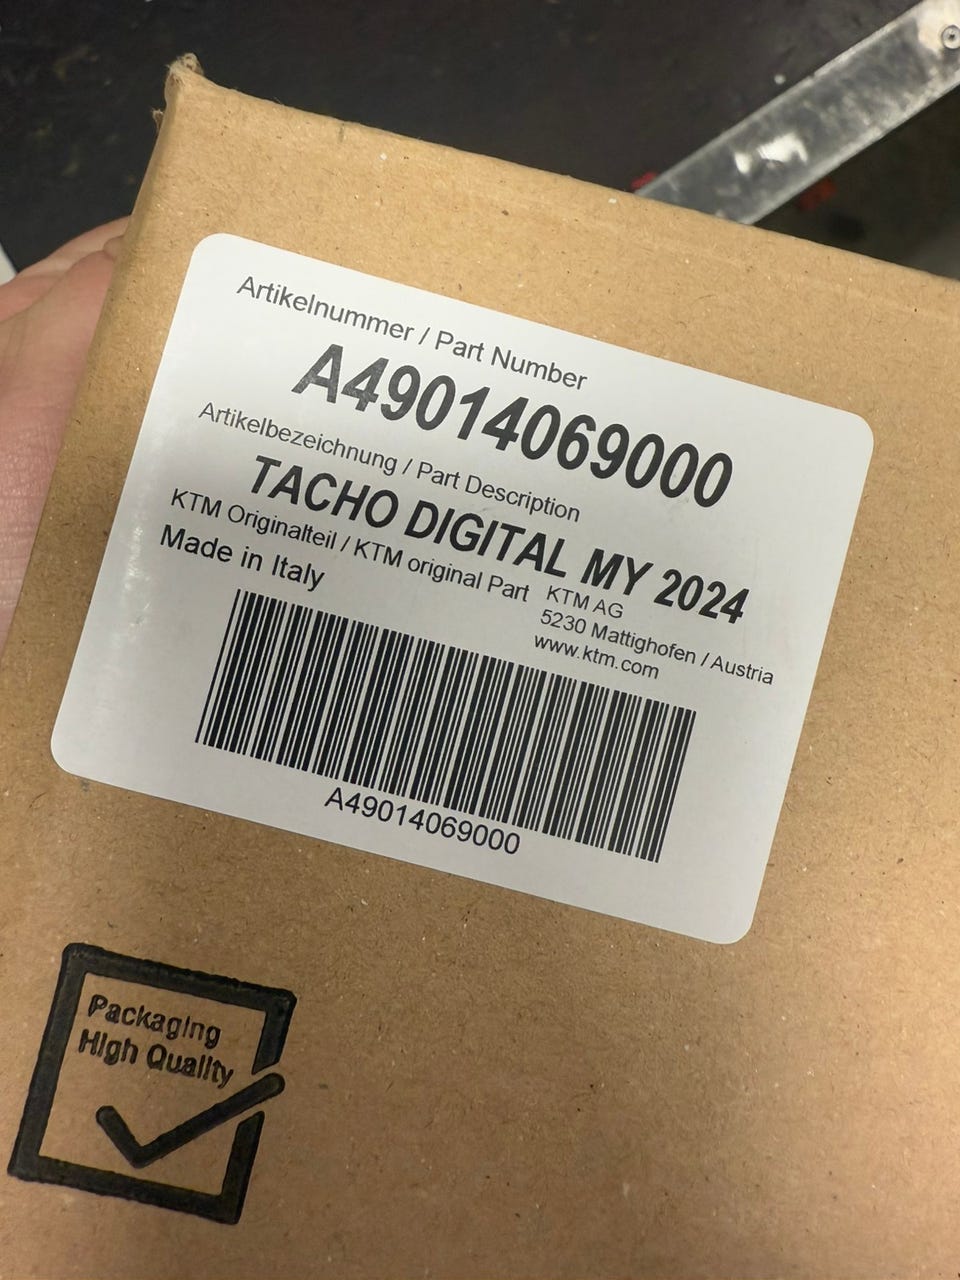 Artikelnummer / Part Number
A49014069000
Artikelbezeichnung / Part Description
TACHO DIGITAL MY 2024
KTM Originalteil / KTM original Part
Made in Italy
KTM AG
5230 Mattighofen / Austria
www.ktm.com
A49014069000
Packaging
High Quality